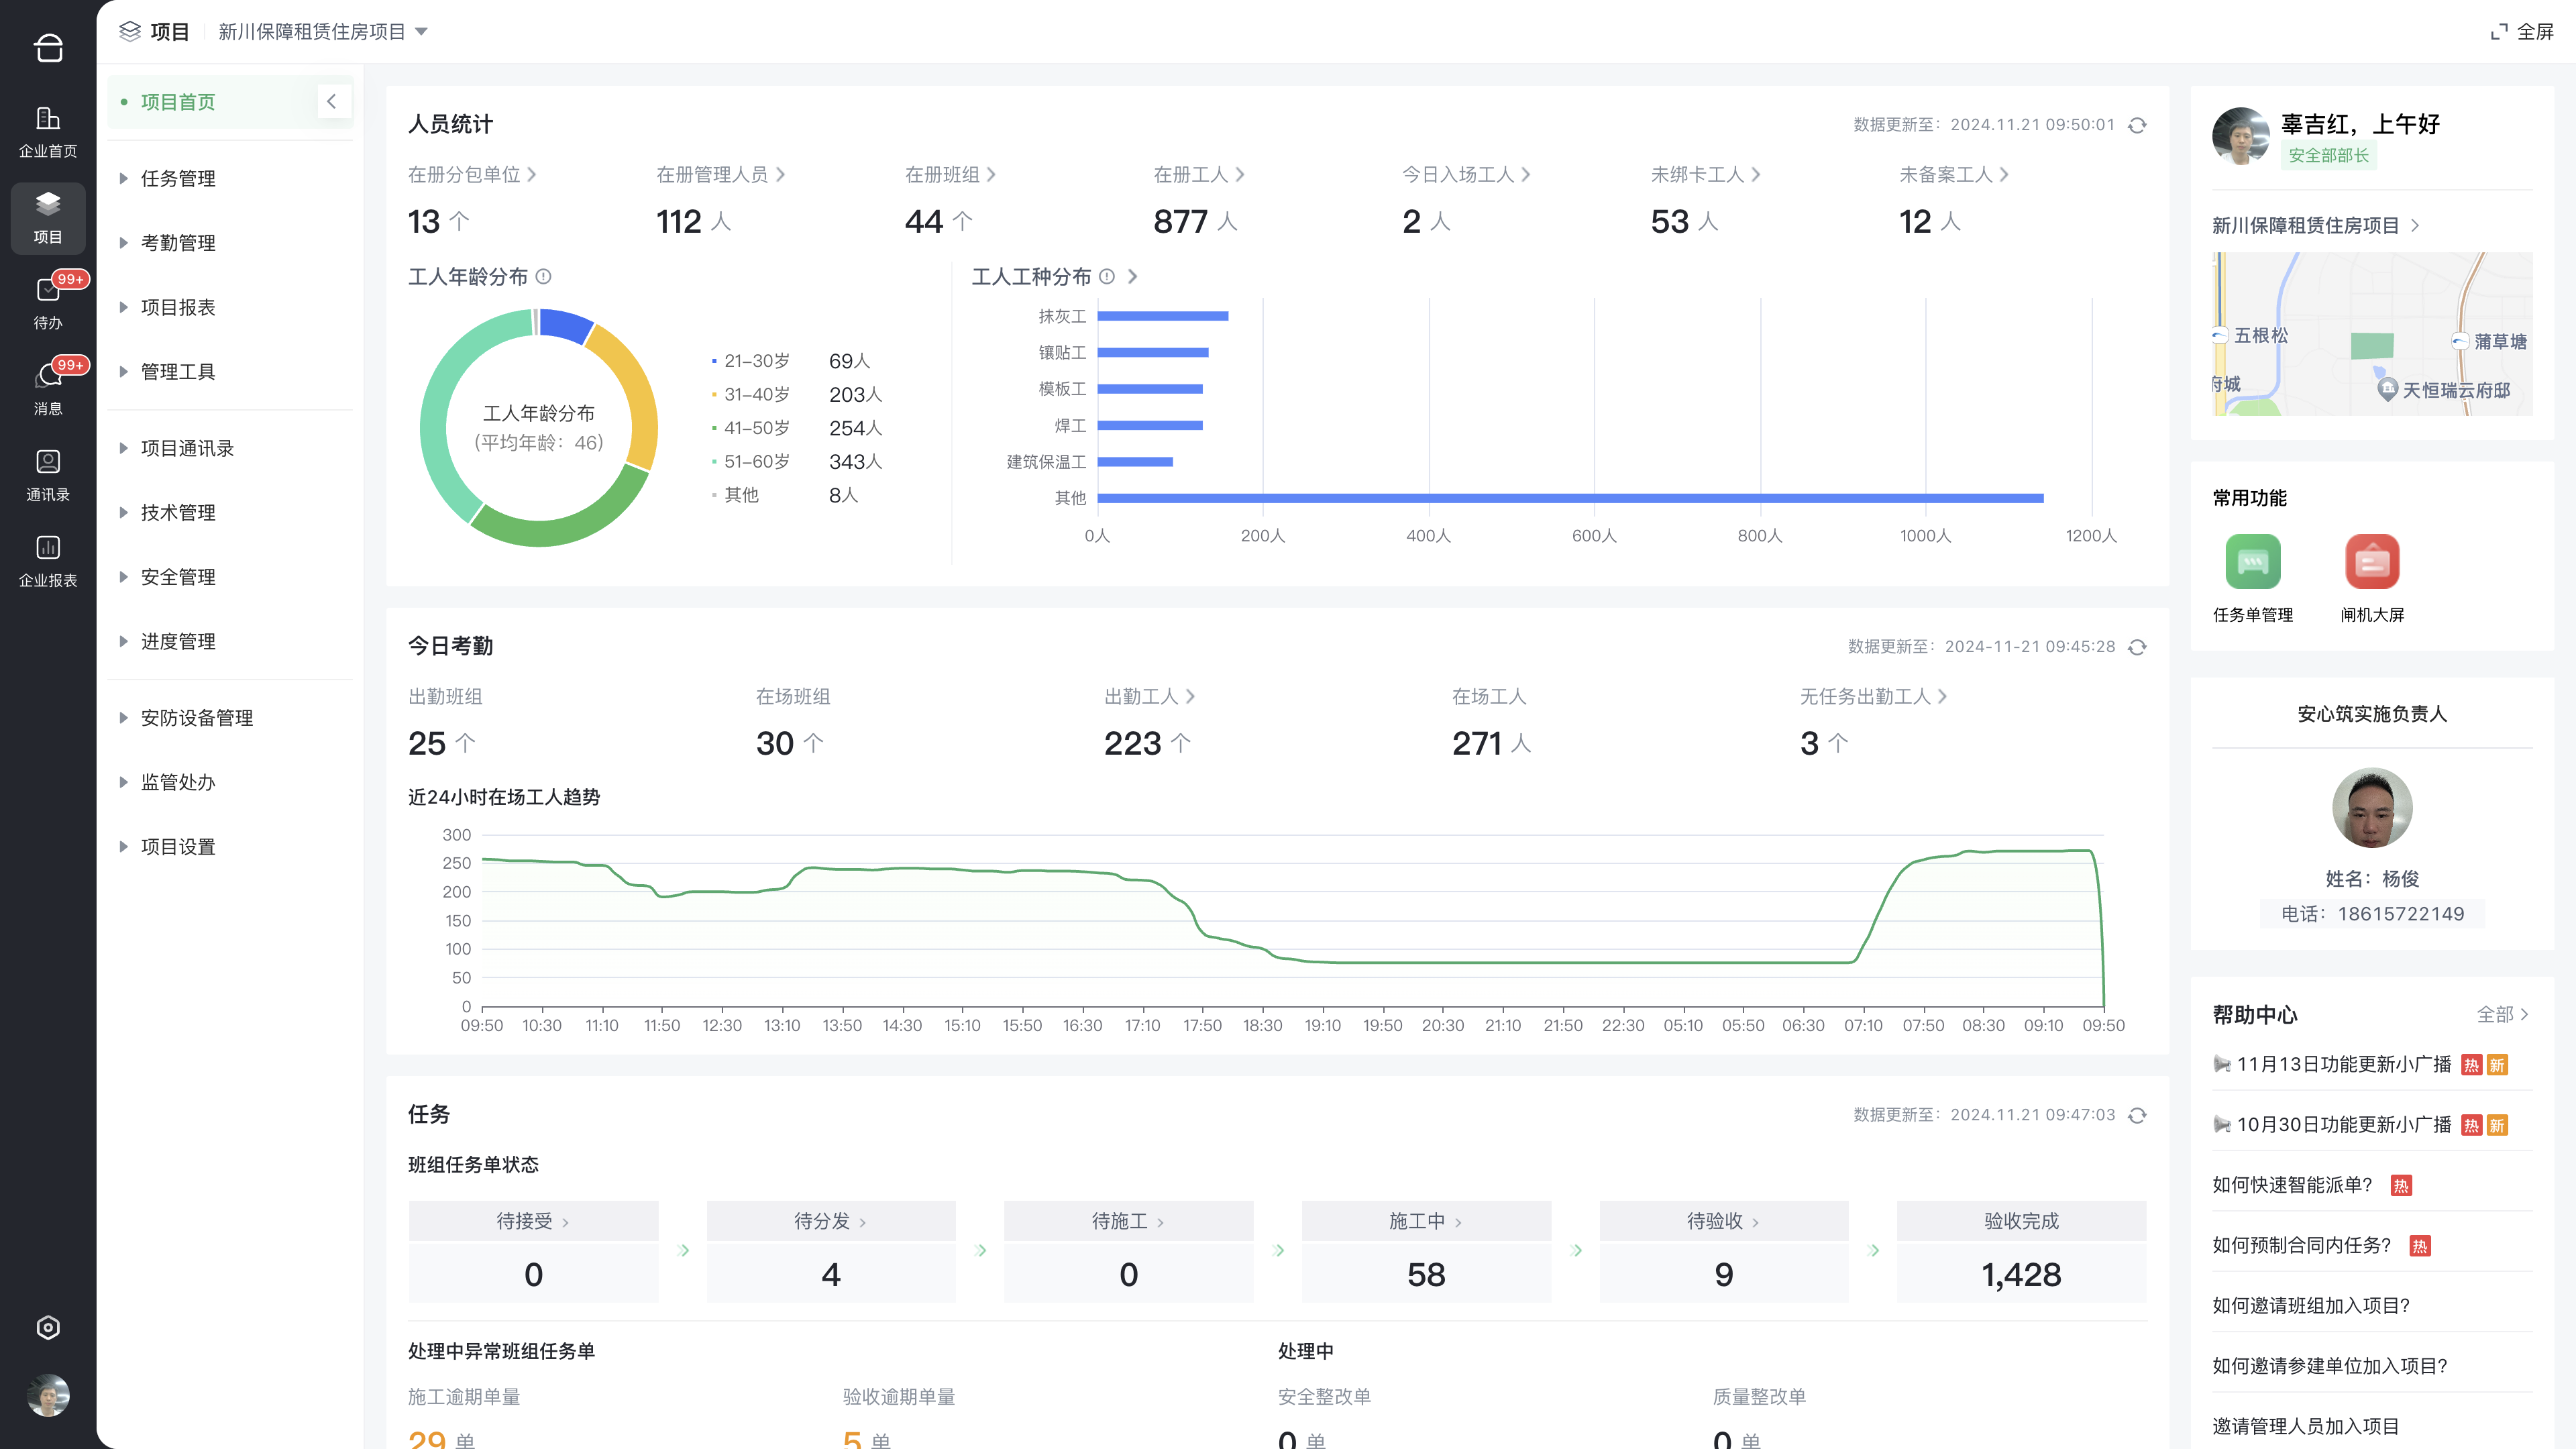 项目
新川保障租赁住房项目
全屏
企业首页
项目
99+
待办
99+
消息
通讯录
企业报表
项目首页
任务管理
考勤管理
项目报表
管理工具
项目通讯录
技术管理
安全管理
进度管理
安防设备管理
监管处办
项目设置
人员统计
数据更新至：2024.11.21 09:50:01
在册分包单位
13 个
在册管理人员
112 人
在册班组
44 个
在册工人
877 人
今日入场工人
2 人
未绑卡工人
53 人
未备案工人
12 人
工人年龄分布
工人年龄分布
(平均年龄：46)
21–30岁 69人
31–40岁 203人
41–50岁 254人
51–60岁 343人
其他 8人
工人工种分布
抹灰工
镶贴工
模板工
焊工
建筑保温工
其他
0人 200人 400人 600人 800人 1000人 1200人
今日考勤
数据更新至：2024-11-21 09:45:28
出勤班组
25 个
在场班组
30 个
出勤工人
223 个
在场工人
271 人
无任务出勤工人
3 个
近24小时在场工人趋势
300
250
200
150
100
50
0
09:50 10:30 11:10 11:50 12:30 13:10 13:50 14:30 15:10 15:50 16:30 17:10 17:50 18:30 19:10 19:50 20:30 21:10 21:50 22:30 05:10 05:50 06:30 07:10 07:50 08:30 09:10 09:50
任务
数据更新至：2024.11.21 09:47:03
班组任务单状态
待接受
0
待分发
4
待施工
0
施工中
58
待验收
9
验收完成
1,428
处理中异常班组任务单
施工逾期单量
29 单
验收逾期单量
5 单
处理中
安全整改单
0 单
质量整改单
0 单
辜吉红，上午好
安全部部长
新川保障租赁住房项目
五根松
蒲草塘
府城
天恒瑞云府邸
常用功能
任务单管理
闸机大屏
安心筑实施负责人
姓名：杨俊
电话：18615722149
帮助中心
全部
11月13日功能更新小广播 热 新
10月30日功能更新小广播 热 新
如何快速智能派单？ 热
如何预制合同内任务？ 热
如何邀请班组加入项目？
如何邀请参建单位加入项目？
邀请管理人员加入项目